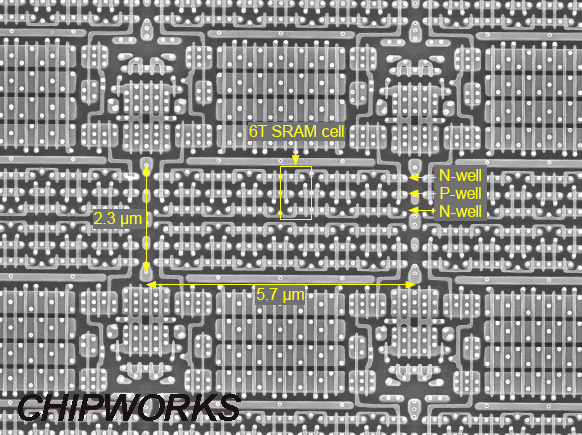 6T SRAM cell
N-well
P-well
N-well
2.3 µm
5.7 µm
CHIPWORKS